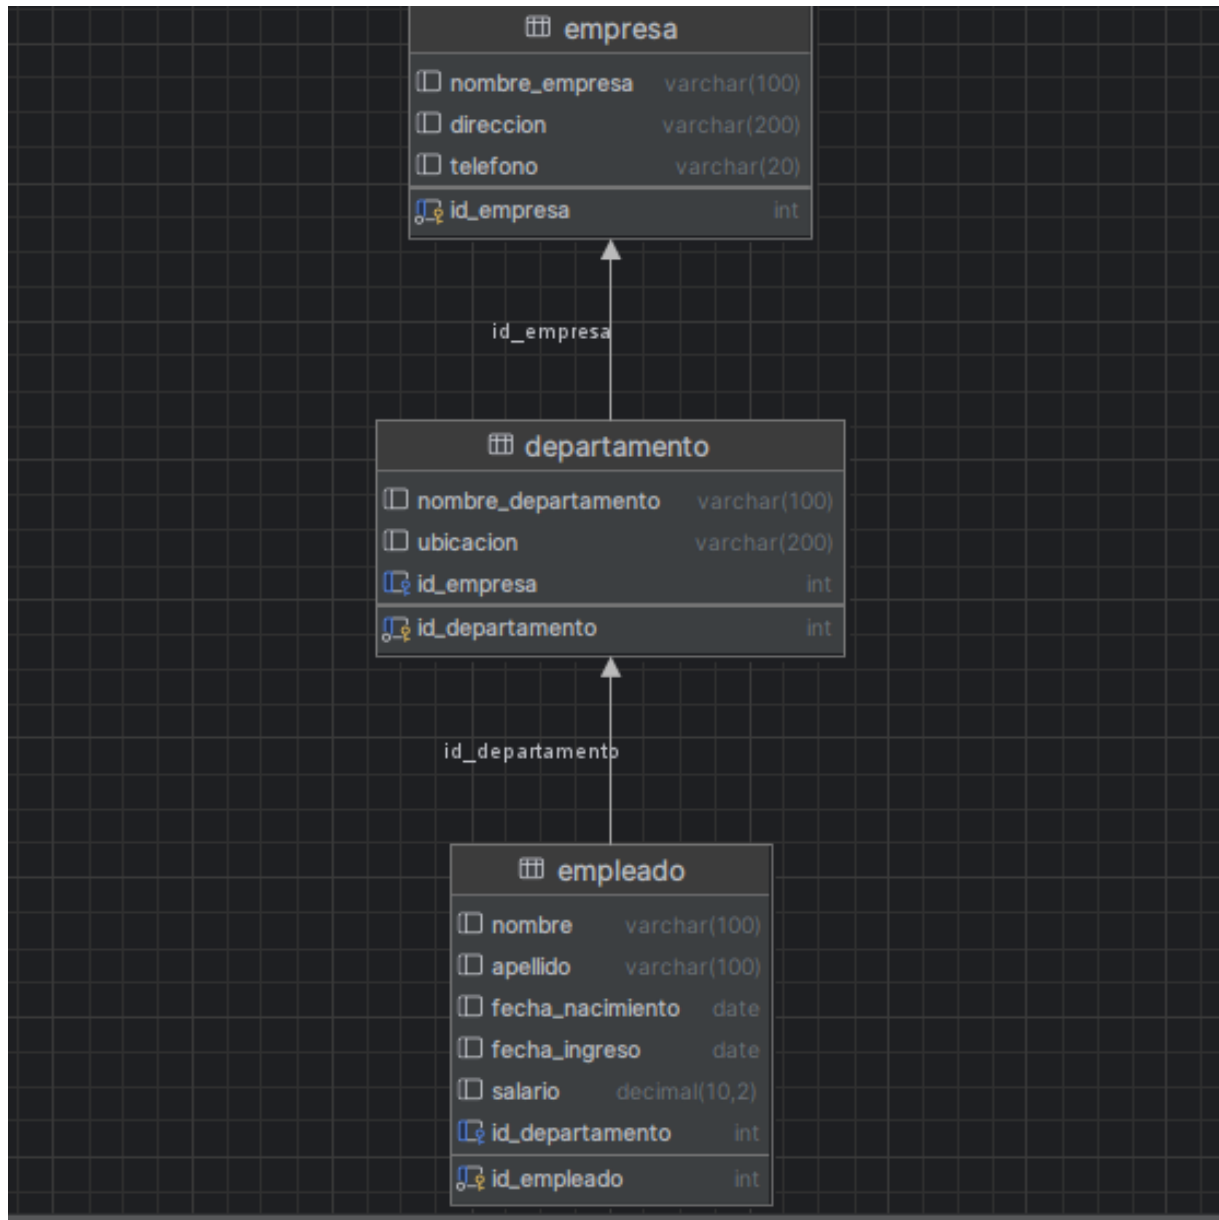 empresa
nombre_empresa varchar(100)
direccion varchar(200)
telefono varchar(20)
id_empresa int
id_empresa
departamento
nombre_departamento varchar(100)
ubicacion varchar(200)
id_empresa int
id_departamento int
id_departamento
empleado
nombre varchar(100)
apellido varchar(100)
fecha_nacimiento date
fecha_ingreso date
salario decimal(10,2)
id_departamento int
id_empleado int